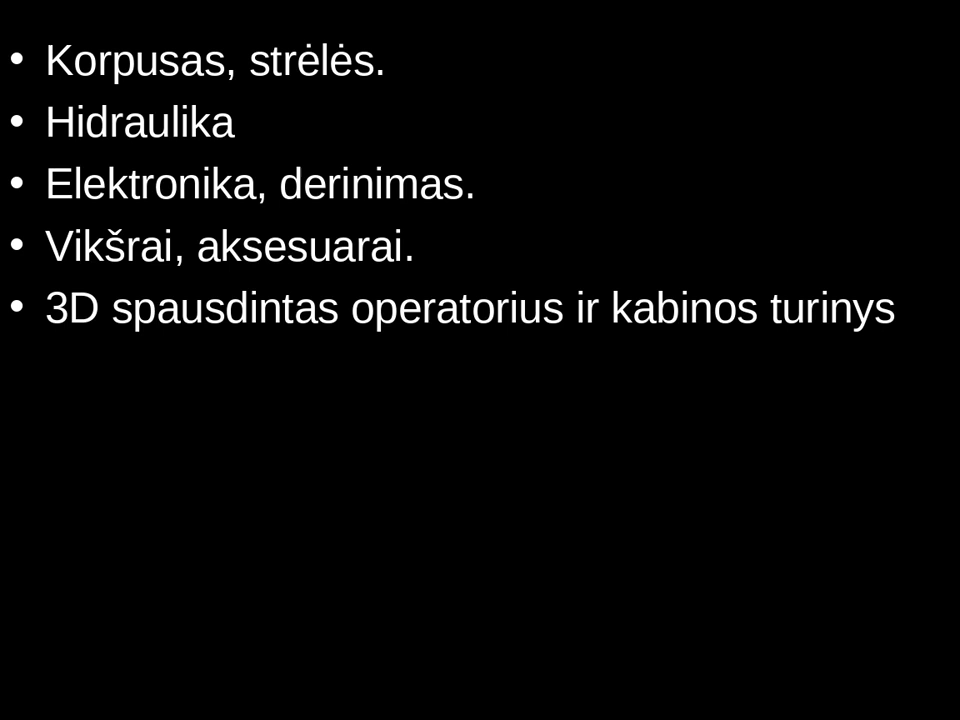 • Korpusas, strėlės.
• Hidraulika
• Elektronika, derinimas.
• Vikšrai, aksesuarai.
• 3D spausdintas operatorius ir kabinos turinys